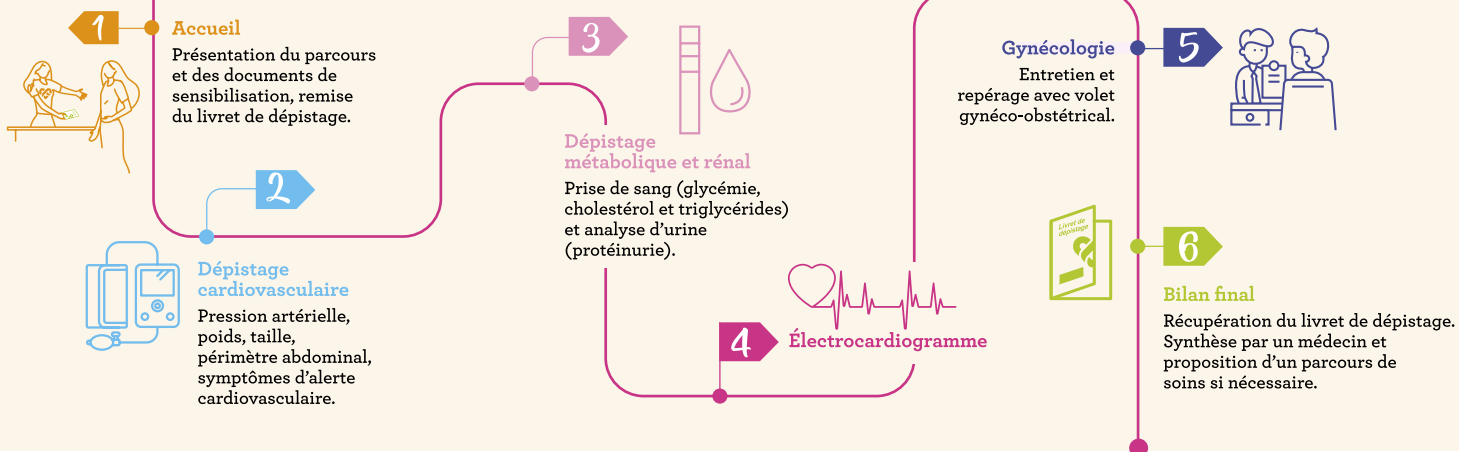 1
Accueil
Présentation du parcours
et des documents de
sensibilisation, remise
du livret de dépistage.
2
Dépistage
cardiovasculaire
Pression artérielle,
poids, taille,
périmètre abdominal,
symptômes d'alerte
cardiovasculaire.
3
Dépistage
métabolique et rénal
Prise de sang (glycémie,
cholestérol et triglycérides)
et analyse d'urine
(protéinurie).
4
Électrocardiogramme
5
Gynécologie
Entretien et
repérage avec volet
gynéco-obstétrical.
6
Livret de
dépistage
Bilan final
Récupération du livret de dépistage.
Synthèse par un médecin et
proposition d'un parcours de
soins si nécessaire.